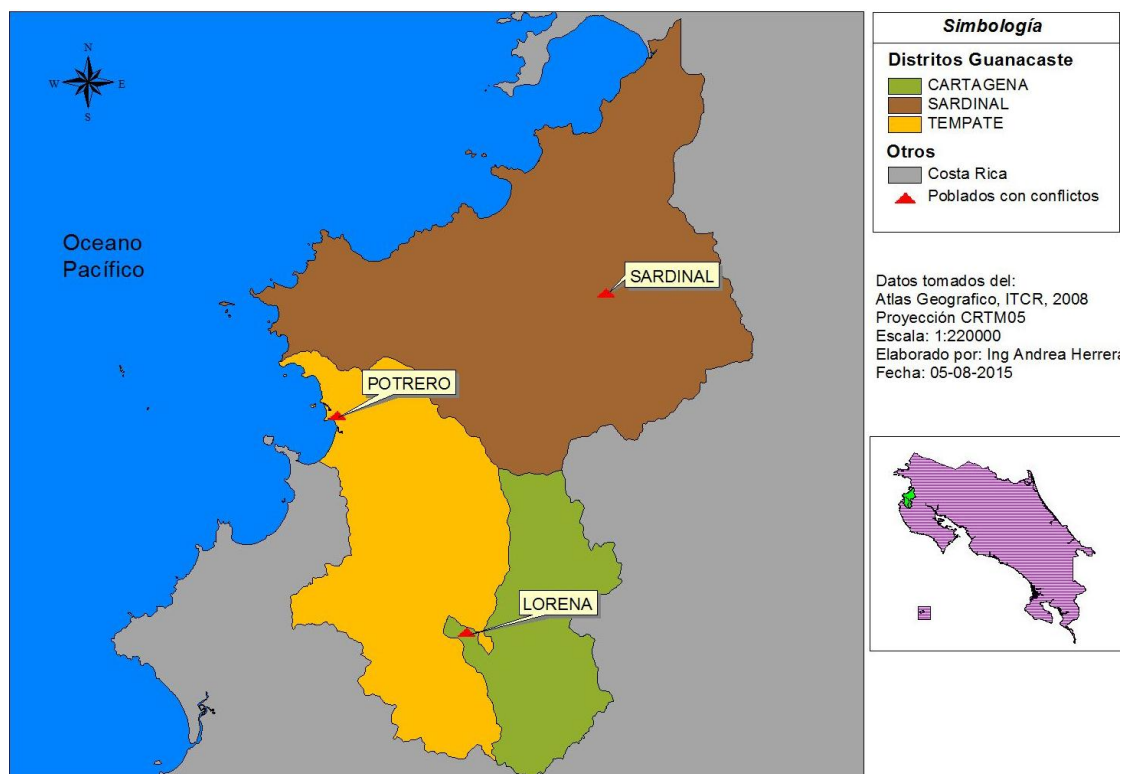 N
W E
S
Oceano
Pacífico
SARDINAL
POTRERO
LORENA
Simbología
Distritos Guanacaste
CARTAGENA
SARDINAL
TEMPATE
Otros
Costa Rica
Poblados con conflictos
Datos tomados del:
Atlas Geografico, ITCR, 2008
Proyección CRTM05
Escala: 1:220000
Elaborado por: Ing Andrea Herrera
Fecha: 05-08-2015